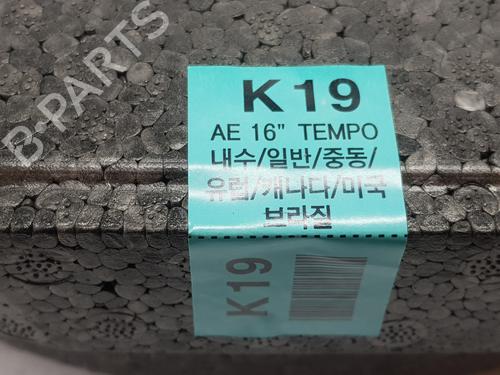 K19
AE 16" TEMPO
내수/일반/중동/
유럽/캐나다/미국
브라질
K19
B-PARTS